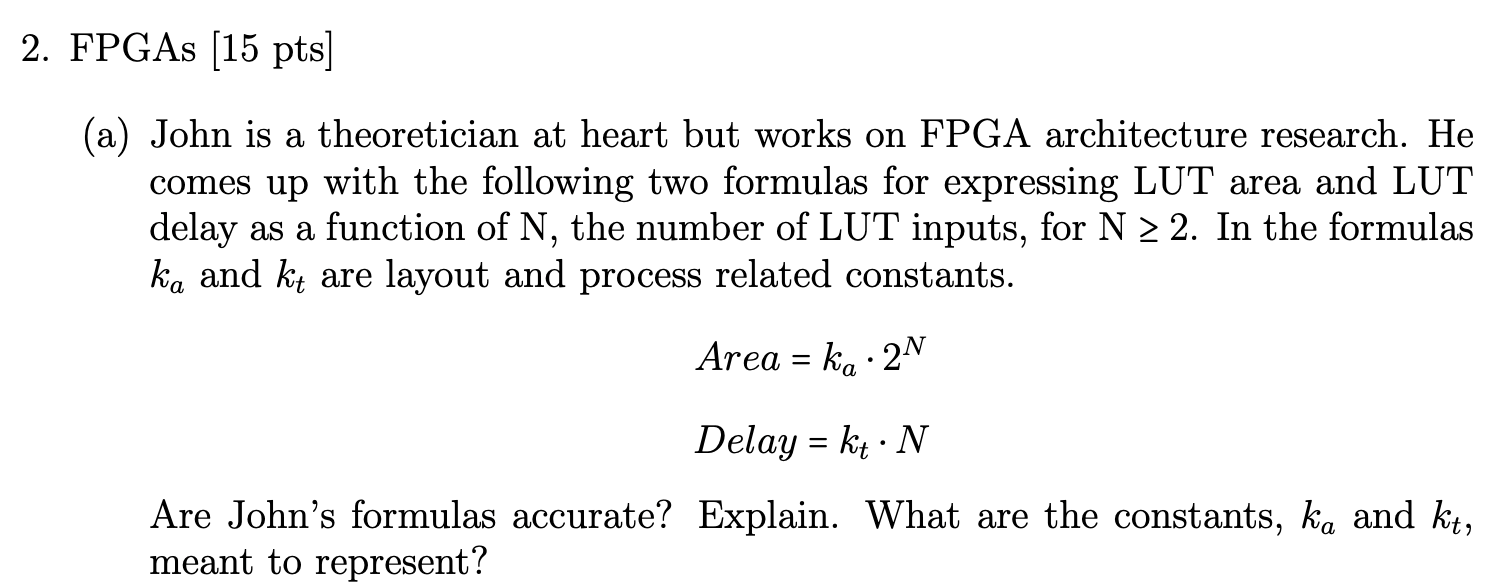 2. FPGAs [15 pts]
(a) John is a theoretician at heart but works on FPGA architecture research. He
comes up with the following two formulas for expressing LUT area and LUT
delay as a function of N, the number of LUT inputs, for N ≥ 2. In the formulas
kₐ and kₜ are layout and process related constants.
Area = kₐ · 2ᴺ
Delay = kₜ · N
Are John's formulas accurate? Explain. What are the constants, kₐ and kₜ,
meant to represent?